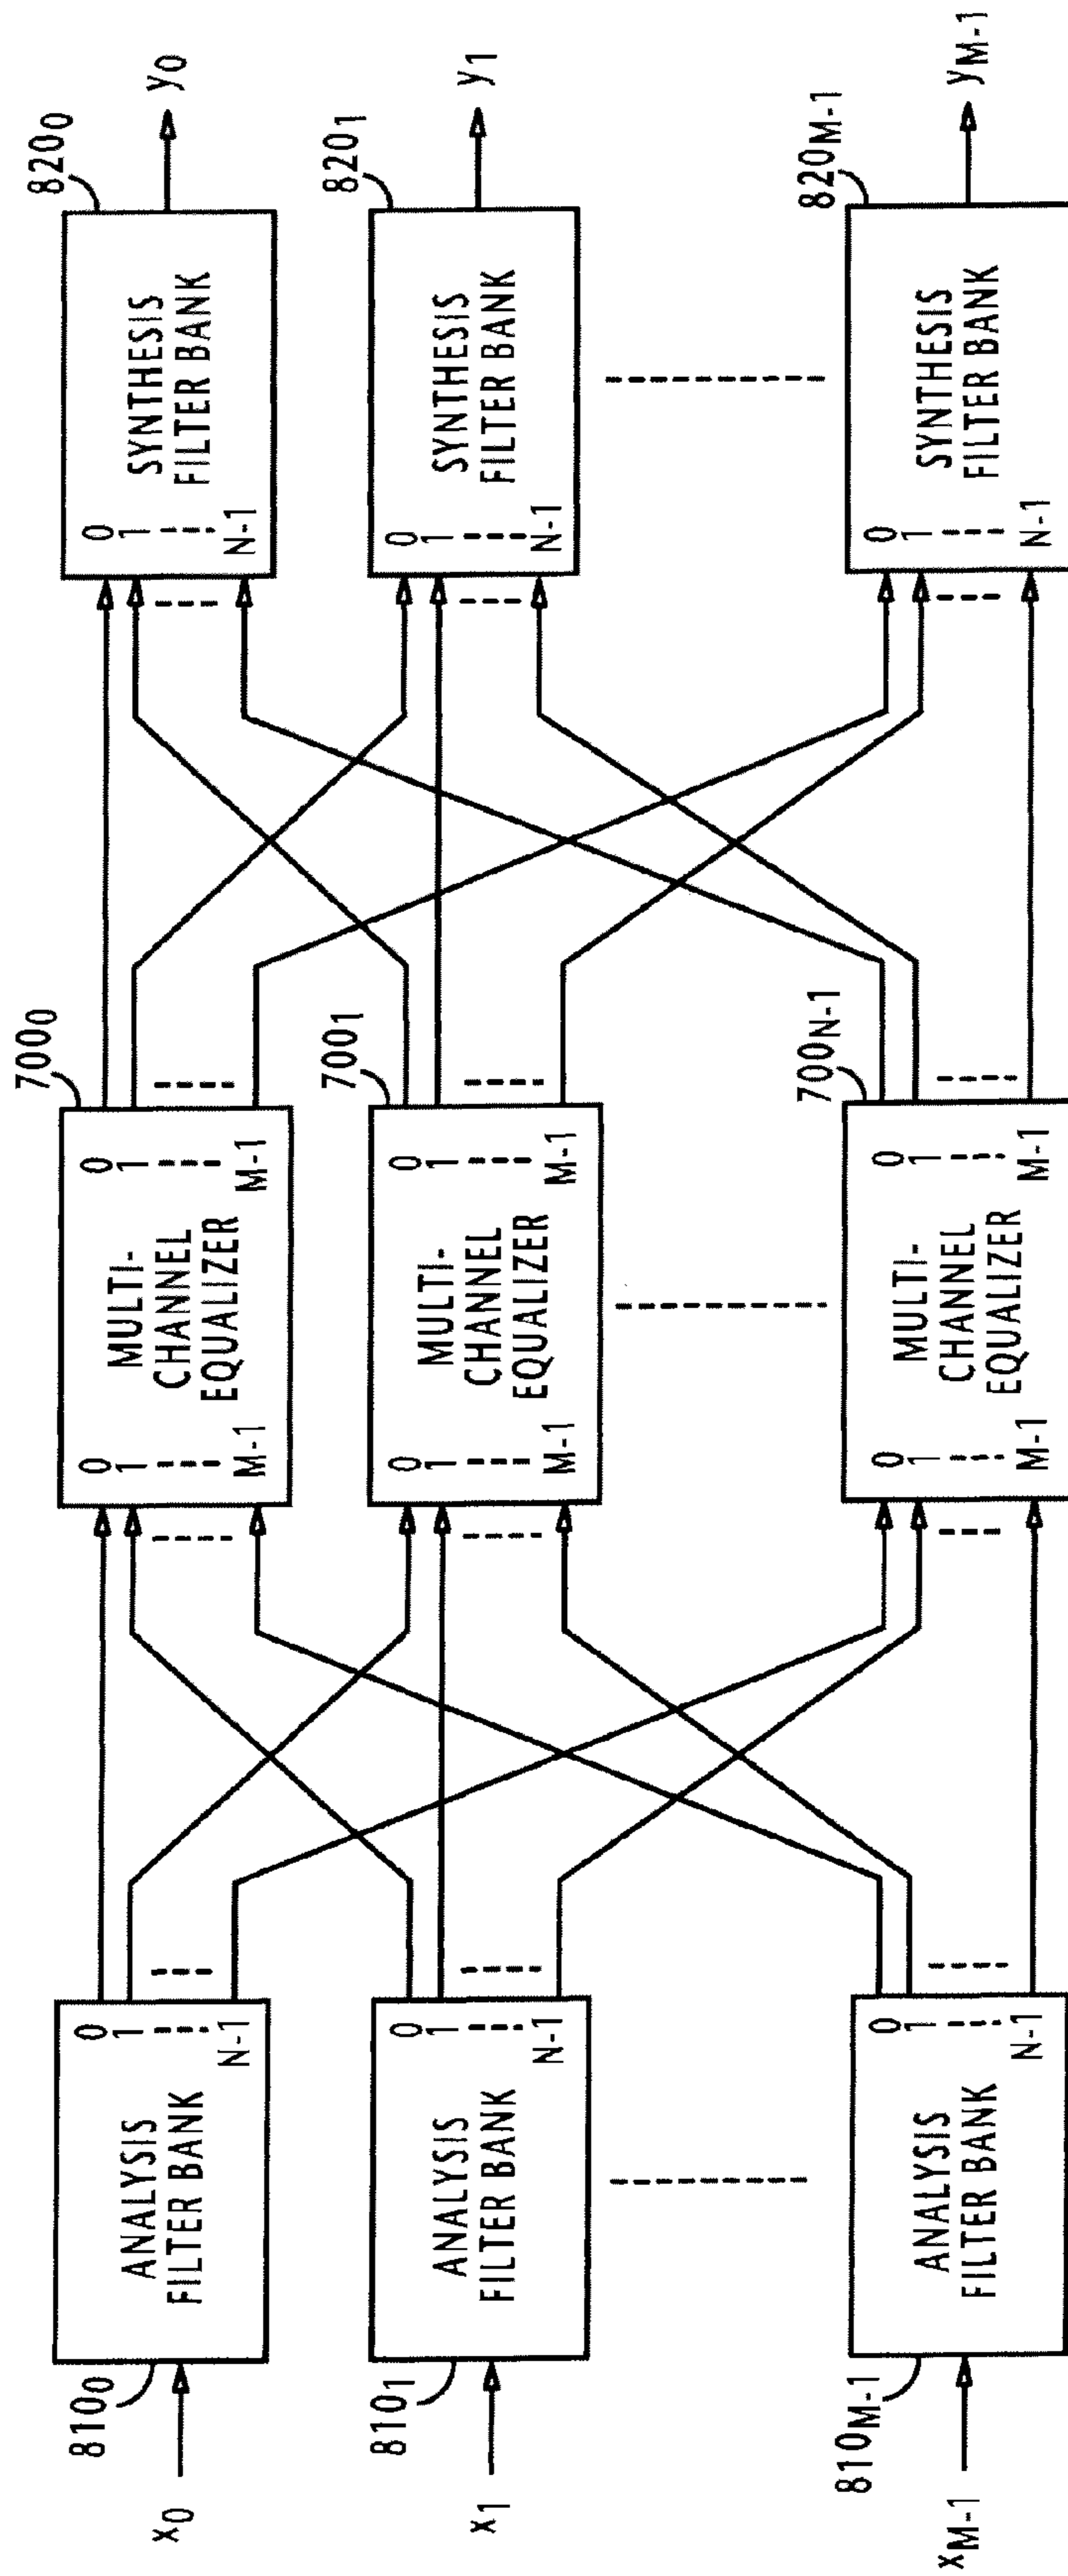 810₀
x₀
ANALYSIS
FILTER BANK
0
1
N-1
700₀
0
1
M-1
MULTI-
CHANNEL
EQUALIZER
0
1
M-1
820₀
0
1
N-1
SYNTHESIS
FILTER BANK
y₀
810₁
x₁
ANALYSIS
FILTER BANK
0
1
N-1
700₁
0
1
M-1
MULTI-
CHANNEL
EQUALIZER
0
1
M-1
820₁
0
1
N-1
SYNTHESIS
FILTER BANK
y₁
810M-1
xM-1
ANALYSIS
FILTER BANK
0
1
N-1
700N-1
0
1
M-1
MULTI-
CHANNEL
EQUALIZER
0
1
M-1
820M-1
0
1
N-1
SYNTHESIS
FILTER BANK
yM-1